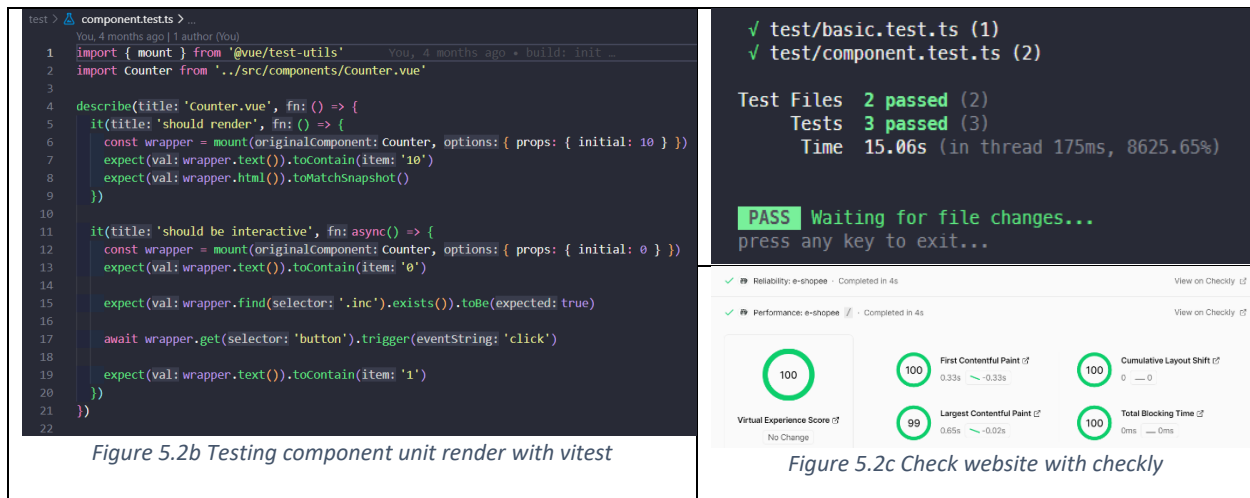 test > component.test.ts > ...
You, 4 months ago | 1 author (You)
1 import { mount } from '@vue/test-utils' You, 4 months ago • build: init …
2 import Counter from '../src/components/Counter.vue'
3
4 describe(title: 'Counter.vue', fn: () => {
5 it(title: 'should render', fn: () => {
6 const wrapper = mount(originalComponent: Counter, options: { props: { initial: 10 } })
7 expect(val: wrapper.text()).toContain(item: '10')
8 expect(val: wrapper.html()).toMatchSnapshot()
9 })
10
11 it(title: 'should be interactive', fn: async() => {
12 const wrapper = mount(originalComponent: Counter, options: { props: { initial: 0 } })
13 expect(val: wrapper.text()).toContain(item: '0')
14
15 expect(val: wrapper.find(selector: '.inc').exists()).toBe(expected: true)
16
17 await wrapper.get(selector: 'button').trigger(eventString: 'click')
18
19 expect(val: wrapper.text()).toContain(item: '1')
20 })
21 })
22
Figure 5.2b Testing component unit render with vitest
√ test/basic.test.ts (1)
√ test/component.test.ts (2)
Test Files 2 passed (2)
Tests 3 passed (3)
Time 15.06s (in thread 175ms, 8625.65%)
PASS Waiting for file changes...
press any key to exit...
Reliability: e-shopee · Completed in 4s View on Checkly
Performance: e-shopee / · Completed in 4s View on Checkly
100
Virtual Experience Score
No Change
100 First Contentful Paint
0.33s -0.33s
100 Cumulative Layout Shift
0 — 0
99 Largest Contentful Paint
0.65s -0.02s
100 Total Blocking Time
0ms — 0ms
Figure 5.2c Check website with checkly